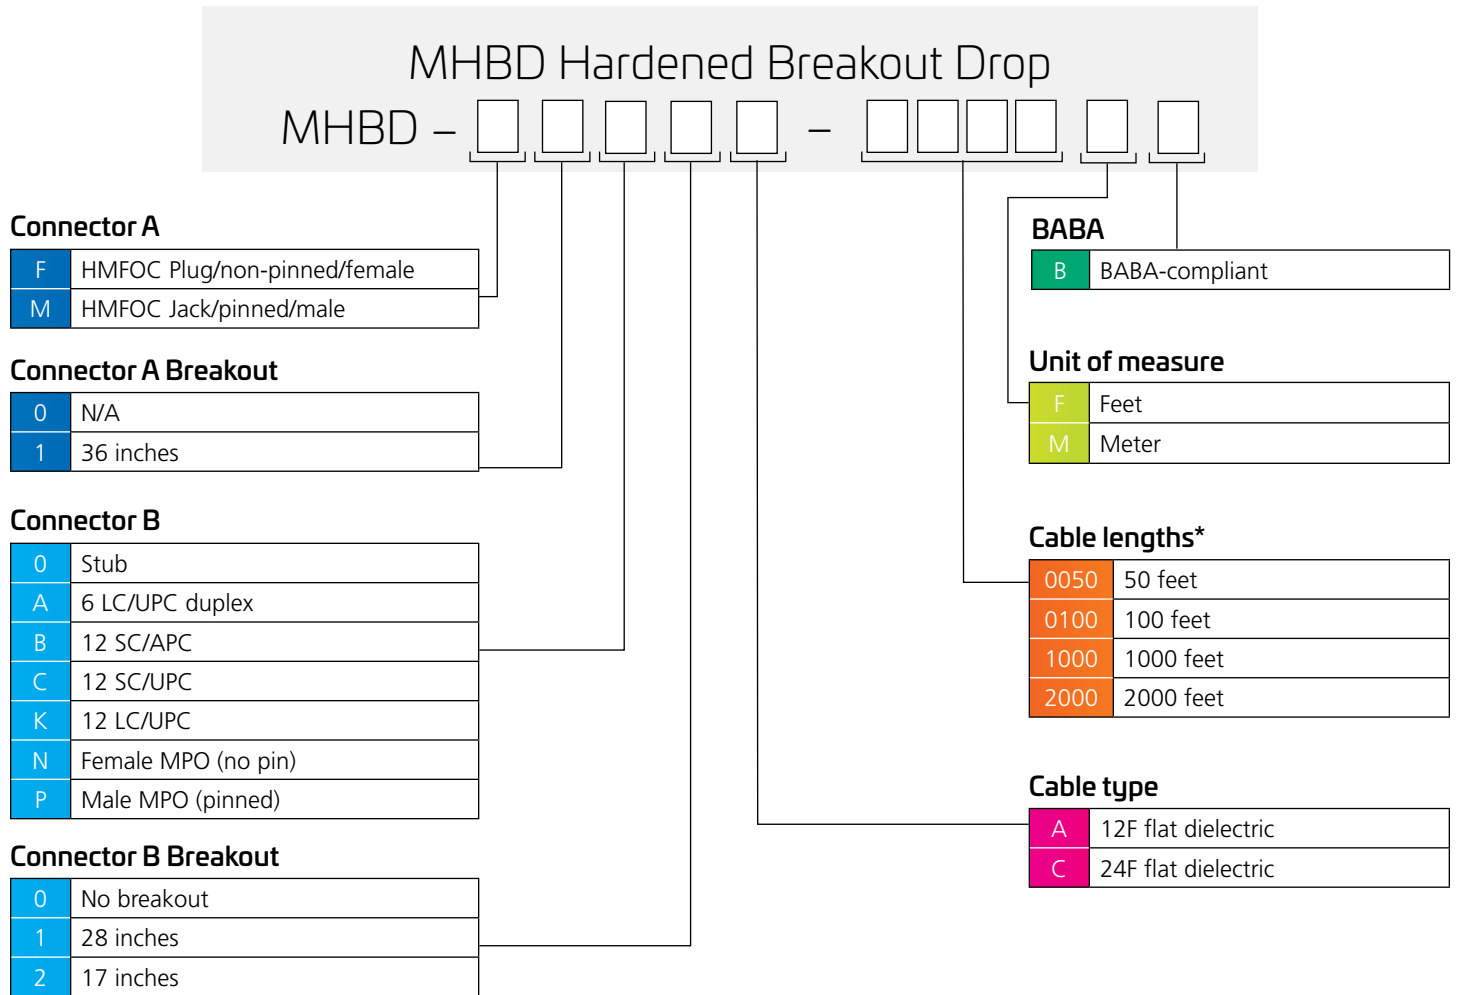 MHBD Hardened Breakout Drop
MHBD – –
Connector A
F HMFOC Plug/non-pinned/female
M HMFOC Jack/pinned/male
Connector A Breakout
0 N/A
1 36 inches
Connector B
0 Stub
A 6 LC/UPC duplex
B 12 SC/APC
C 12 SC/UPC
K 12 LC/UPC
N Female MPO (no pin)
P Male MPO (pinned)
Connector B Breakout
0 No breakout
1 28 inches
2 17 inches
BABA
B BABA-compliant
Unit of measure
F Feet
M Meter
Cable lengths*
0050 50 feet
0100 100 feet
1000 1000 feet
2000 2000 feet
Cable type
A 12F flat dielectric
C 24F flat dielectric